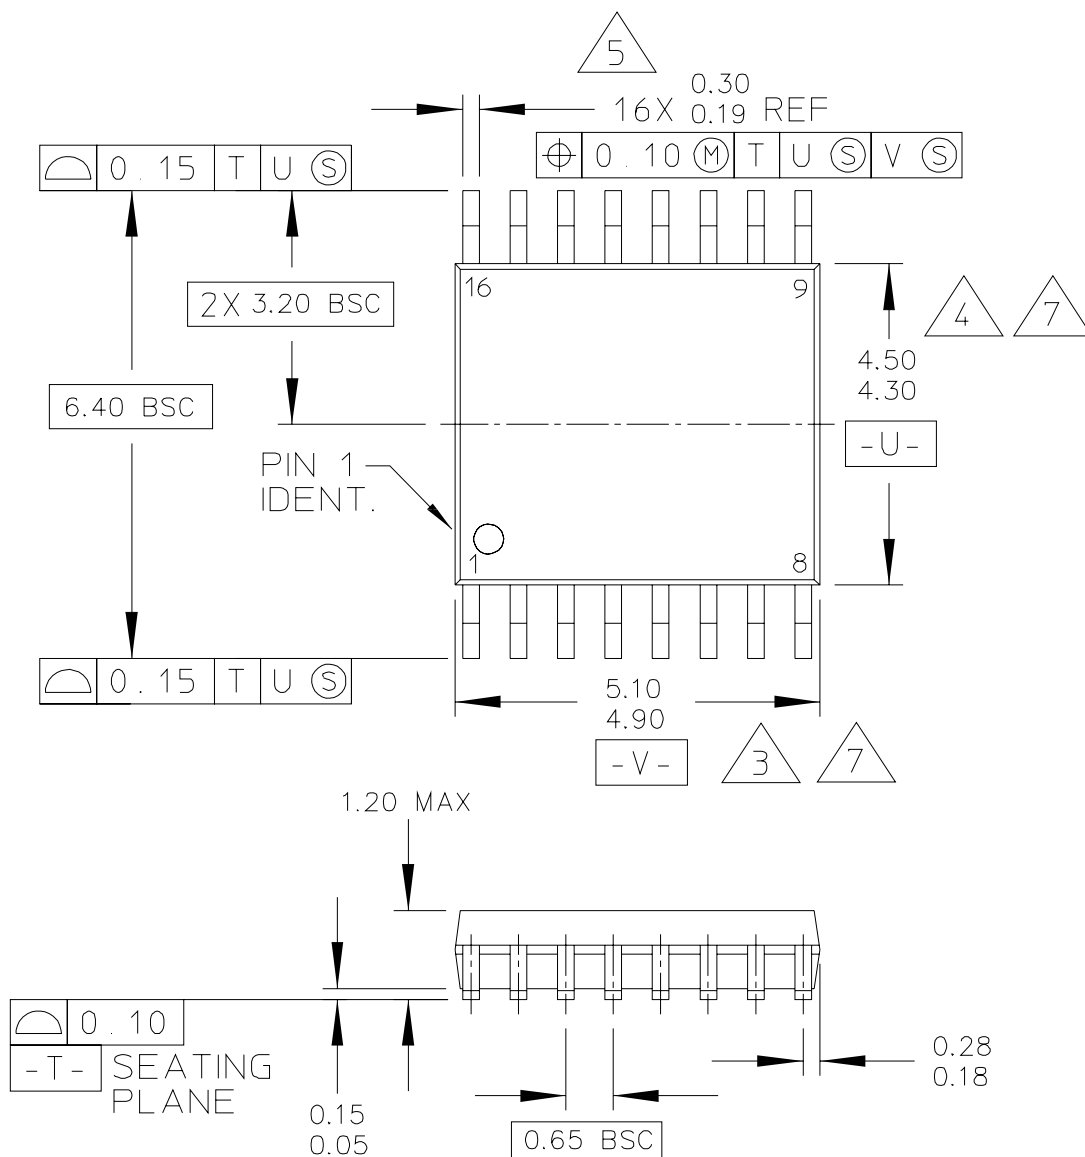 5
0.30
16X 0.19 REF
⌖ 0.10 Ⓜ T U Ⓢ V Ⓢ
⌓ 0.15 T U Ⓢ
16 9
2X 3.20 BSC
4 7
4.50
4.30
6.40 BSC
-U-
PIN 1
IDENT.
1 8
⌓ 0.15 T U Ⓢ
5.10
4.90
-V- 3 7
1.20 MAX
⌓ 0.10
-T- SEATING
PLANE
0.28
0.18
0.15
0.05
0.65 BSC